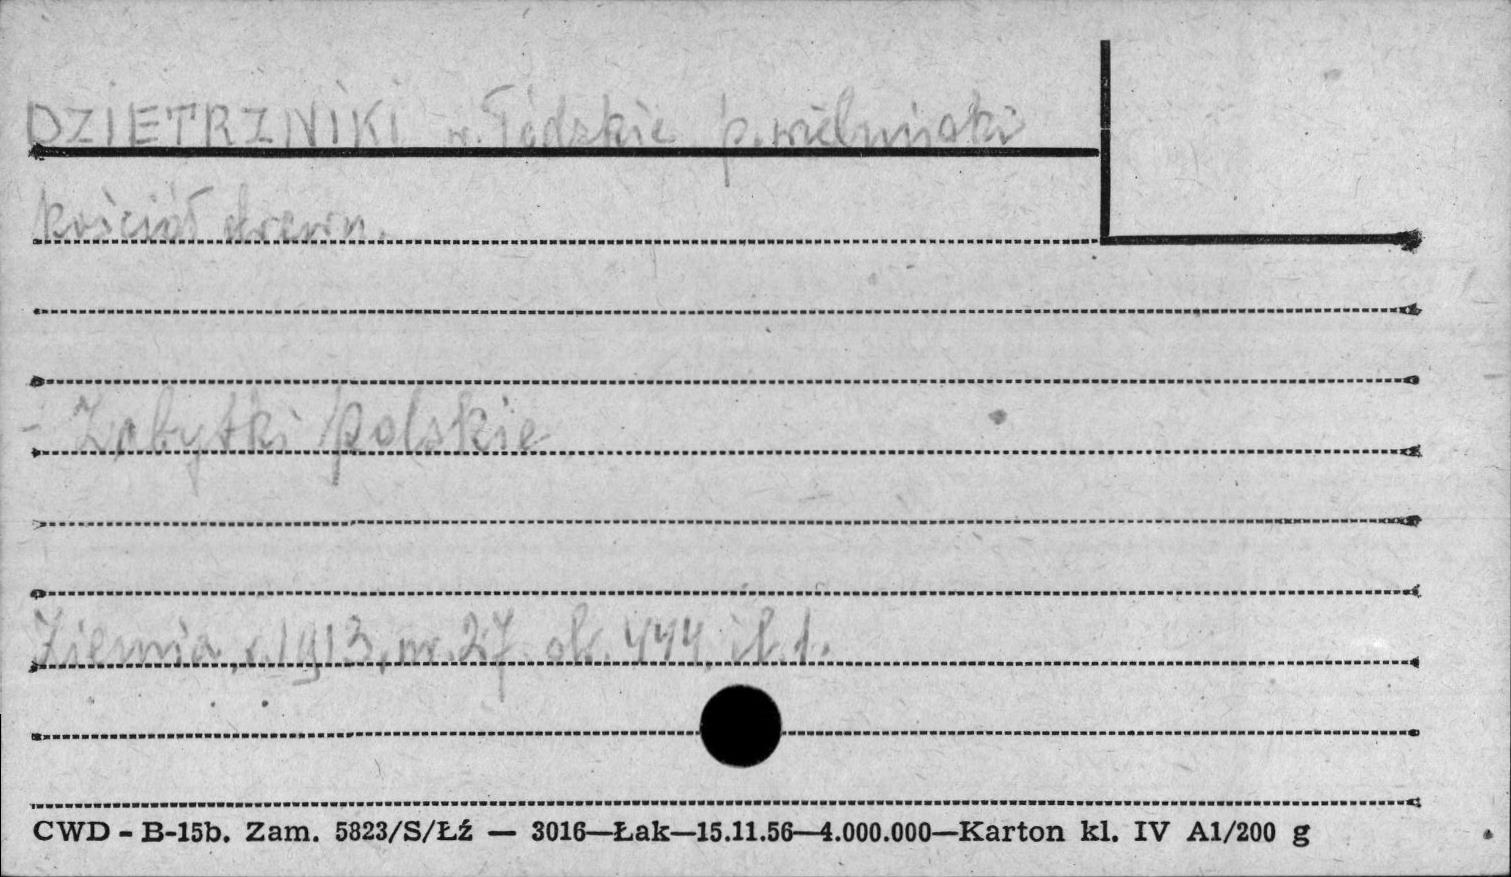 DZIETRZNIKI w. łódzkie p. wieluński
kościół drewn.
- Zabytki polskie
Ziemia, r. 1913, nr. 27 str. 444. il. 1.
CWD - B-15b. Zam. 5823/S/Łź — 3016—Łak—15.11.56—4.000.000—Karton kl. IV A1/200 g